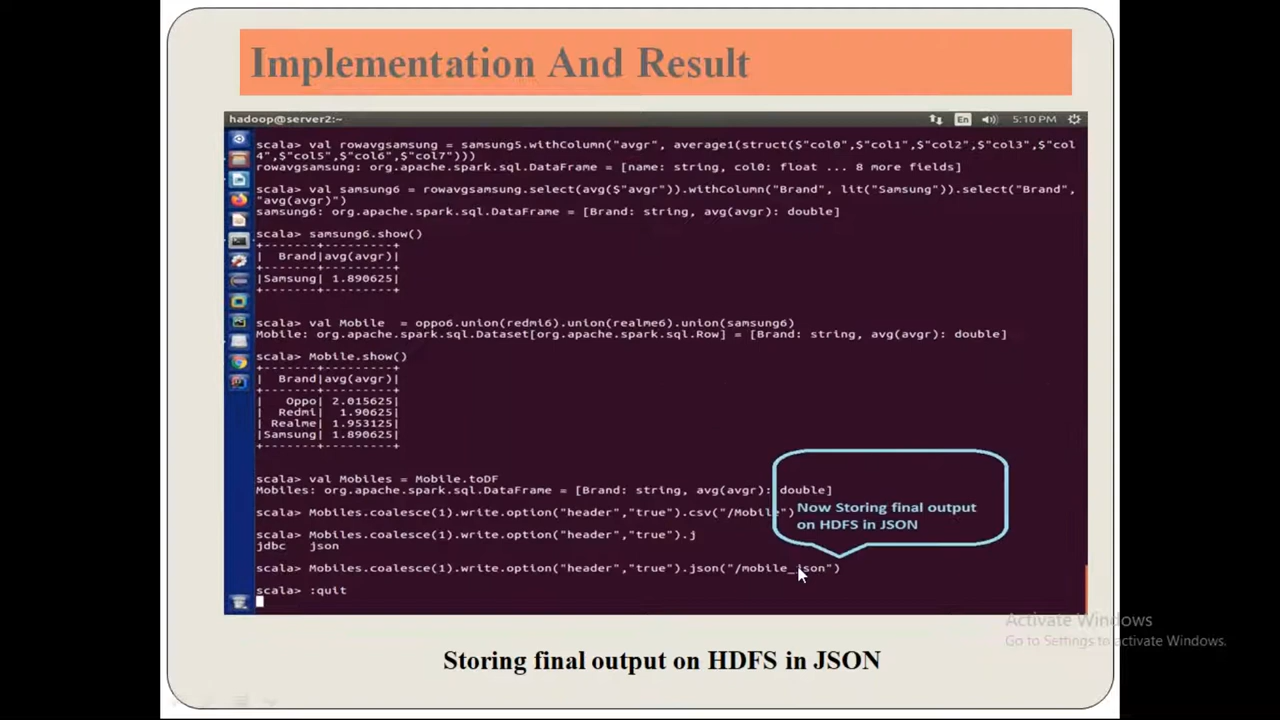 Implementation And Result
hadoop@server2:~
En
5:10 PM
scala> val rowavgsamsung = samsung5.withColumn("avgr", average1(struct($"col0",$"col1",$"col2",$"col3",$"col
4",$"col5",$"col6",$"col7")))
rowavgsamsung: org.apache.spark.sql.DataFrame = [name: string, col0: float ... 8 more fields]
scala> val samsung6 = rowavgsamsung.select(avg($"avgr")).withColumn("Brand", lit("Samsung")).select("Brand",
"avg(avgr)")
samsung6: org.apache.spark.sql.DataFrame = [Brand: string, avg(avgr): double]
scala> samsung6.show()
+-------+---------+
|  Brand|avg(avgr)|
+-------+---------+
|Samsung| 1.890625|
+-------+---------+
scala> val Mobile  = oppo6.union(redmi6).union(realme6).union(samsung6)
Mobile: org.apache.spark.sql.Dataset[org.apache.spark.sql.Row] = [Brand: string, avg(avgr): double]
scala> Mobile.show()
+-------+---------+
|  Brand|avg(avgr)|
+-------+---------+
|   Oppo| 2.015625|
|  Redmi|  1.90625|
| Realme| 1.953125|
|Samsung| 1.890625|
+-------+---------+
scala> val Mobiles = Mobile.toDF
Mobiles: org.apache.spark.sql.DataFrame = [Brand: string, avg(avgr): double]
scala> Mobiles.coalesce(1).write.option("header","true").csv("/Mobile")
scala> Mobiles.coalesce(1).write.option("header","true").j
jdbc   json
scala> Mobiles.coalesce(1).write.option("header","true").json("/mobile_json")
scala> :quit
Now Storing final output
on HDFS in JSON
Activate Windows
Go to Settings to activate Windows.
Storing final output on HDFS in JSON